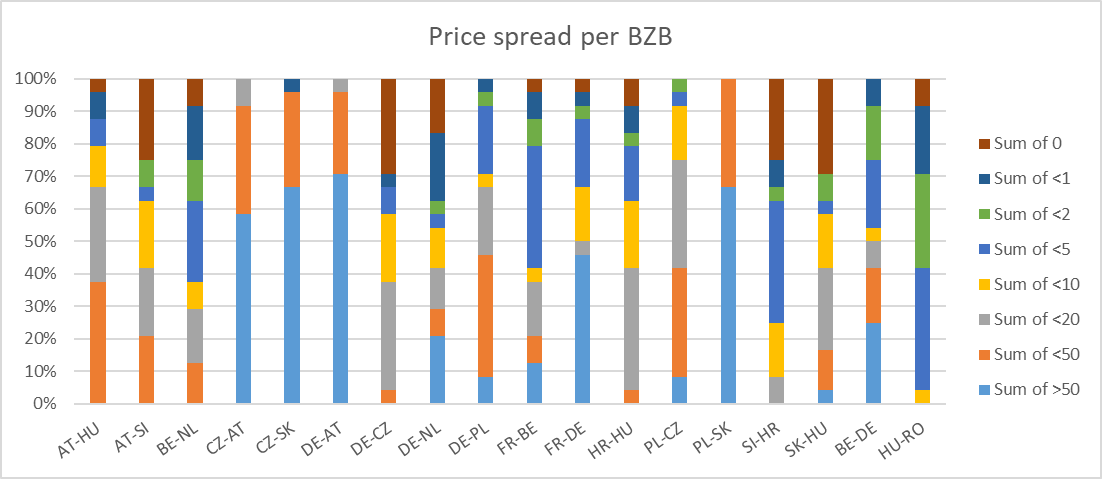 Price spread per BZB
100%
90%
80%
70%
60%
50%
40%
30%
20%
10%
0%
AT-HU
AT-SI
BE-NL
CZ-AT
CZ-SK
DE-AT
DE-CZ
DE-NL
DE-PL
FR-BE
FR-DE
HR-HU
PL-CZ
PL-SK
SI-HR
SK-HU
BE-DE
HU-RO
Sum of 0
Sum of <1
Sum of <2
Sum of <5
Sum of <10
Sum of <20
Sum of <50
Sum of >50